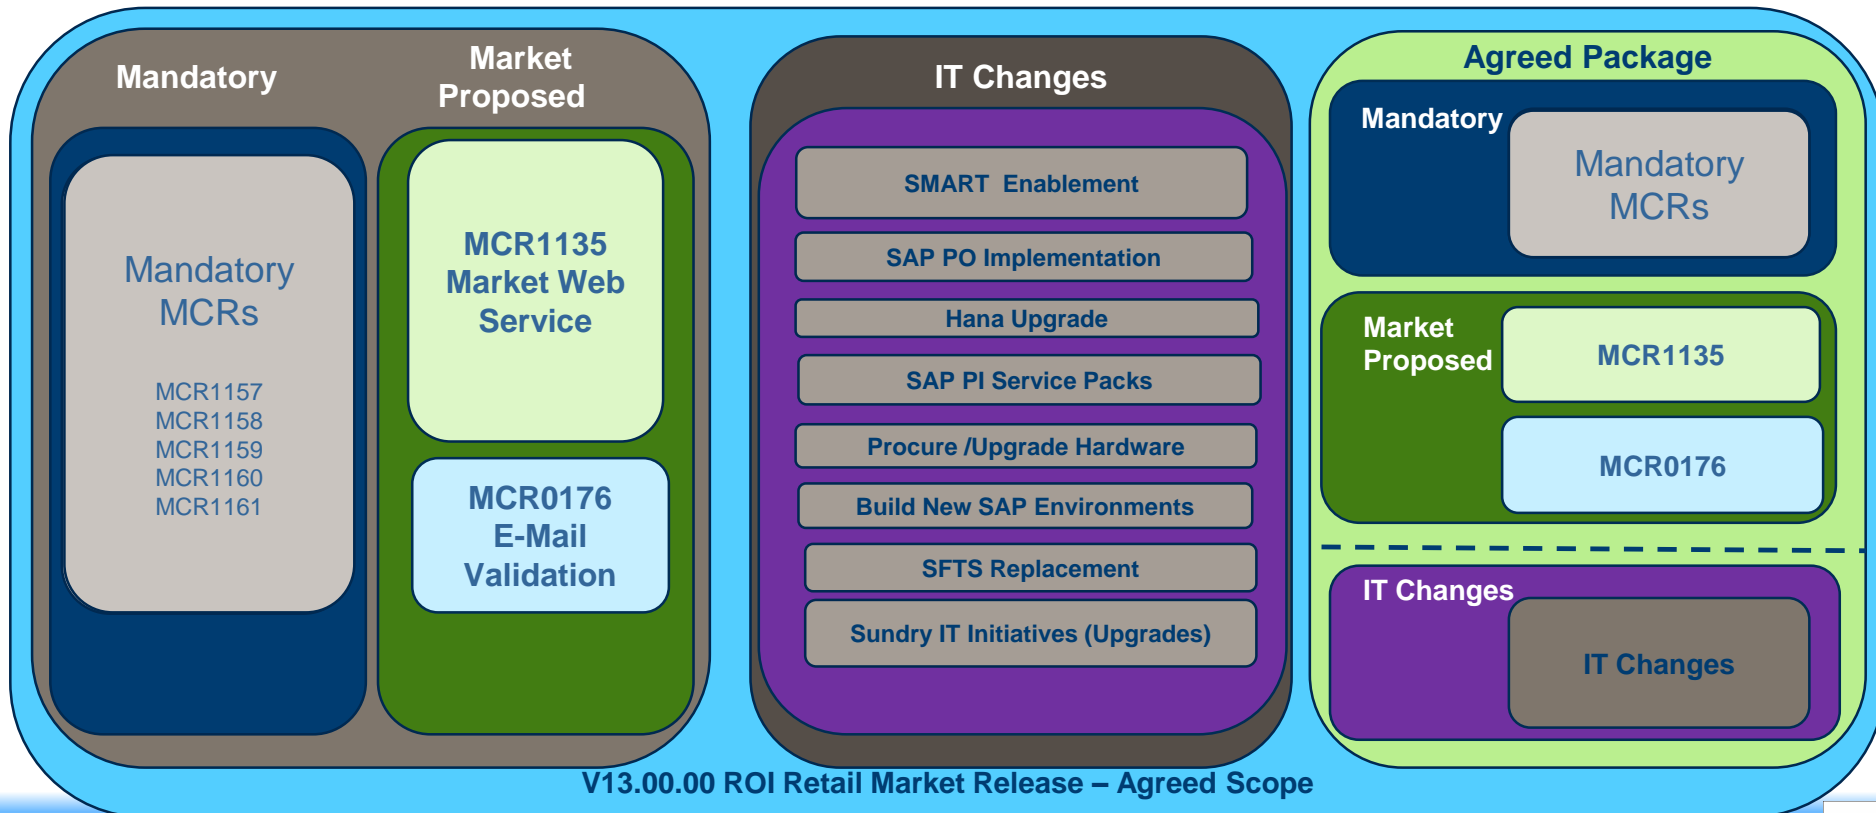 Mandatory
Mandatory
MCRs
MCR1157
MCR1158
MCR1159
MCR1160
MCR1161
Market
Proposed
MCR1135
Market Web
Service
MCR0176
E-Mail
Validation
IT Changes
SMART Enablement
SAP PO Implementation
Hana Upgrade
SAP PI Service Packs
Procure /Upgrade Hardware
Build New SAP Environments
SFTS Replacement
Sundry IT Initiatives (Upgrades)
Agreed Package
Mandatory
Mandatory
MCRs
Market
Proposed
MCR1135
MCR0176
IT Changes
IT Changes
V13.00.00 ROI Retail Market Release – Agreed Scope